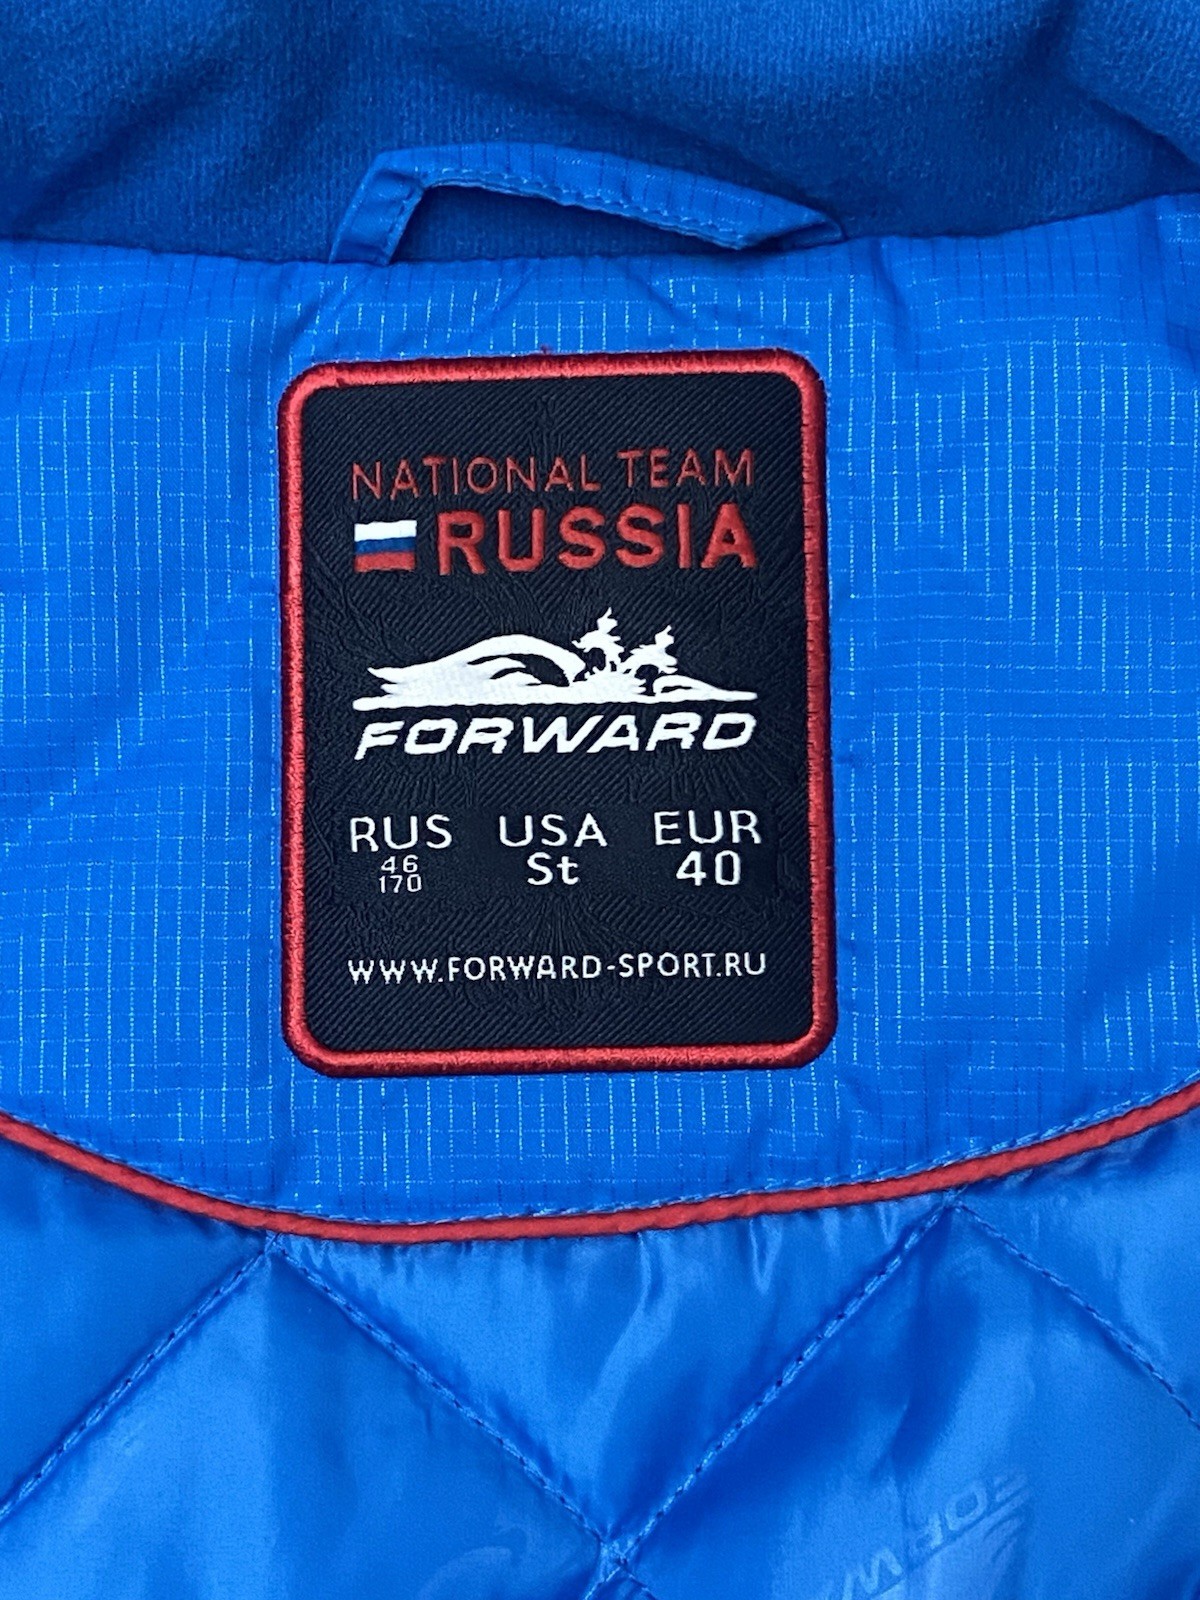 NATIONAL TEAM
RUSSIA
FORWARD
RUS USA EUR
46 St 40
170
WWW.FORWARD-SPORT.RU